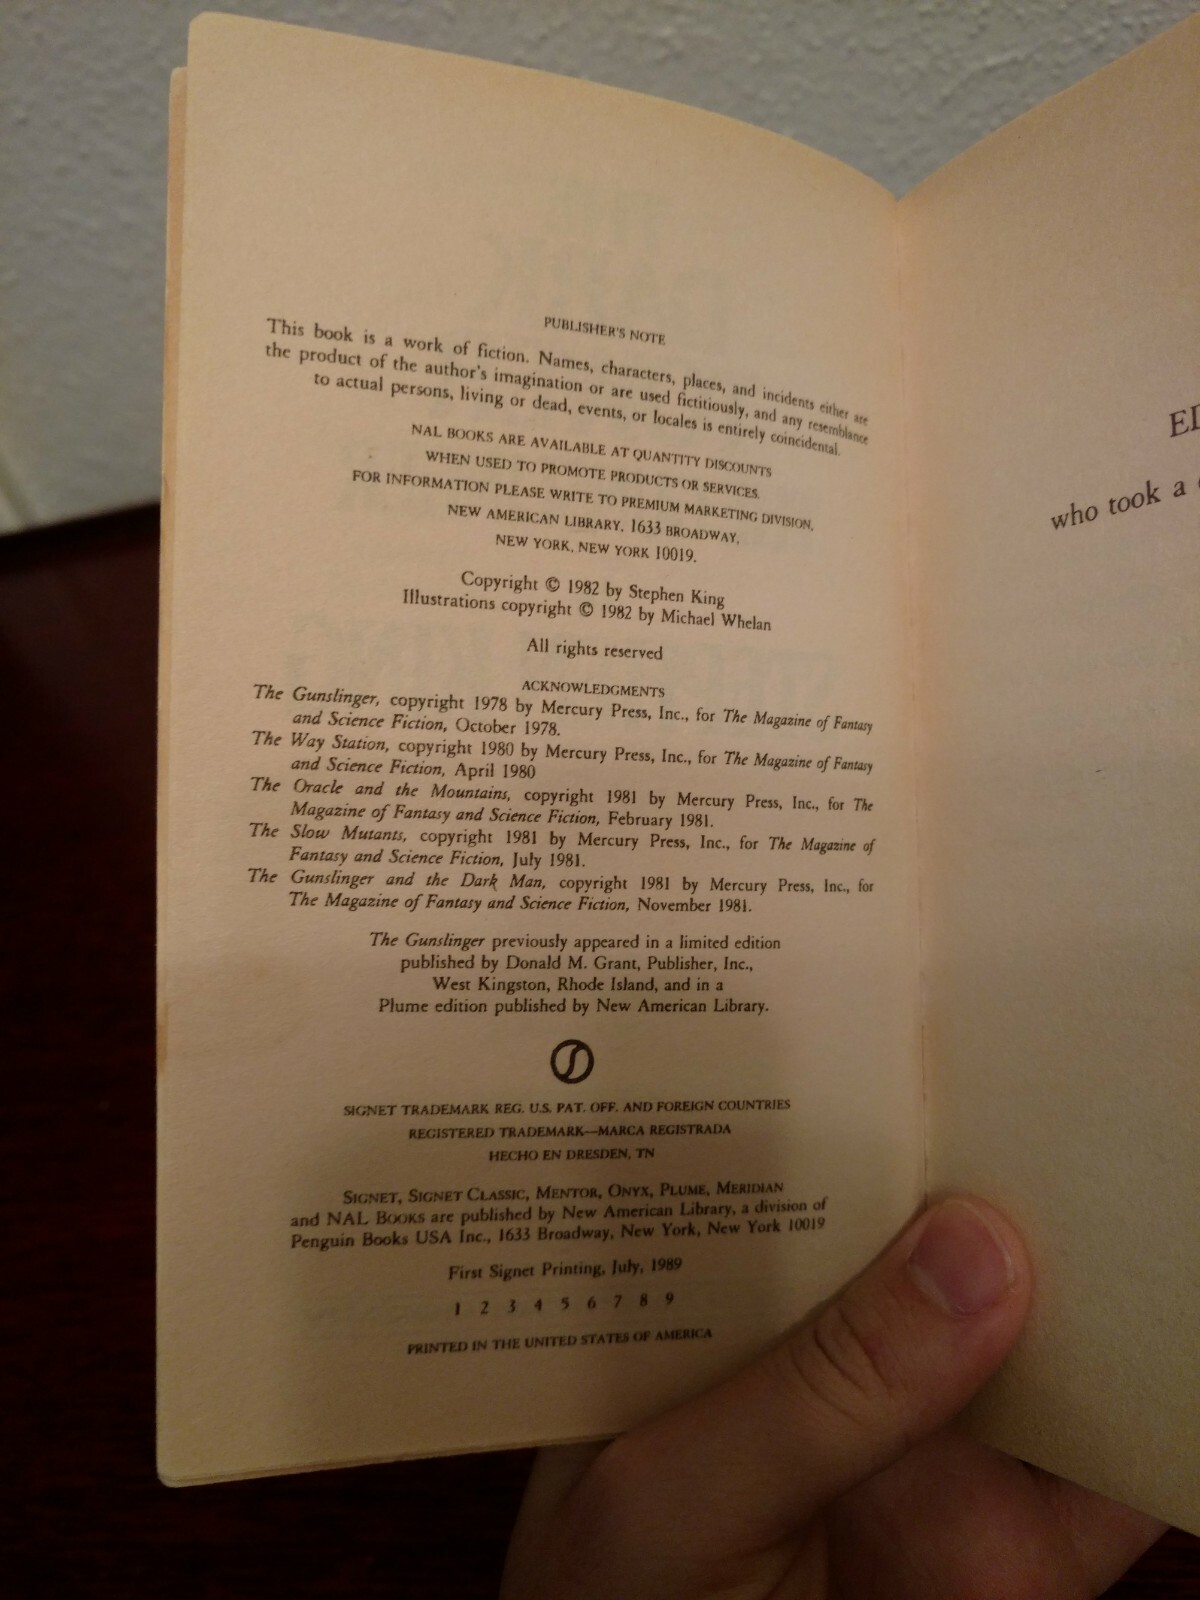 PUBLISHER'S NOTE
This book is a work of fiction. Names, characters, places, and incidents either are
the product of the author's imagination or are used fictitiously, and any resemblance
to actual persons, living or dead, events, or locales is entirely coincidental.
NAL BOOKS ARE AVAILABLE AT QUANTITY DISCOUNTS
WHEN USED TO PROMOTE PRODUCTS OR SERVICES.
FOR INFORMATION PLEASE WRITE TO PREMIUM MARKETING DIVISION,
NEW AMERICAN LIBRARY, 1633 BROADWAY,
NEW YORK, NEW YORK 10019.
Copyright © 1982 by Stephen King
Illustrations copyright © 1982 by Michael Whelan
All rights reserved
ACKNOWLEDGMENTS
The Gunslinger, copyright 1978 by Mercury Press, Inc., for The Magazine of Fantasy
and Science Fiction, October 1978.
The Way Station, copyright 1980 by Mercury Press, Inc., for The Magazine of Fantasy
and Science Fiction, April 1980
The Oracle and the Mountains, copyright 1981 by Mercury Press, Inc., for The
Magazine of Fantasy and Science Fiction, February 1981.
The Slow Mutants, copyright 1981 by Mercury Press, Inc., for The Magazine of
Fantasy and Science Fiction, July 1981.
The Gunslinger and the Dark Man, copyright 1981 by Mercury Press, Inc., for
The Magazine of Fantasy and Science Fiction, November 1981.
The Gunslinger previously appeared in a limited edition
published by Donald M. Grant, Publisher, Inc.,
West Kingston, Rhode Island, and in a
Plume edition published by New American Library.
SIGNET TRADEMARK REG. U.S. PAT. OFF. AND FOREIGN COUNTRIES
REGISTERED TRADEMARK—MARCA REGISTRADA
HECHO EN DRESDEN, TN
SIGNET, SIGNET CLASSIC, MENTOR, ONYX, PLUME, MERIDIAN
and NAL BOOKS are published by New American Library, a division of
Penguin Books USA Inc., 1633 Broadway, New York, New York 10019
First Signet Printing, July, 1989
1 2 3 4 5 6 7 8 9
PRINTED IN THE UNITED STATES OF AMERICA
ED
who took a